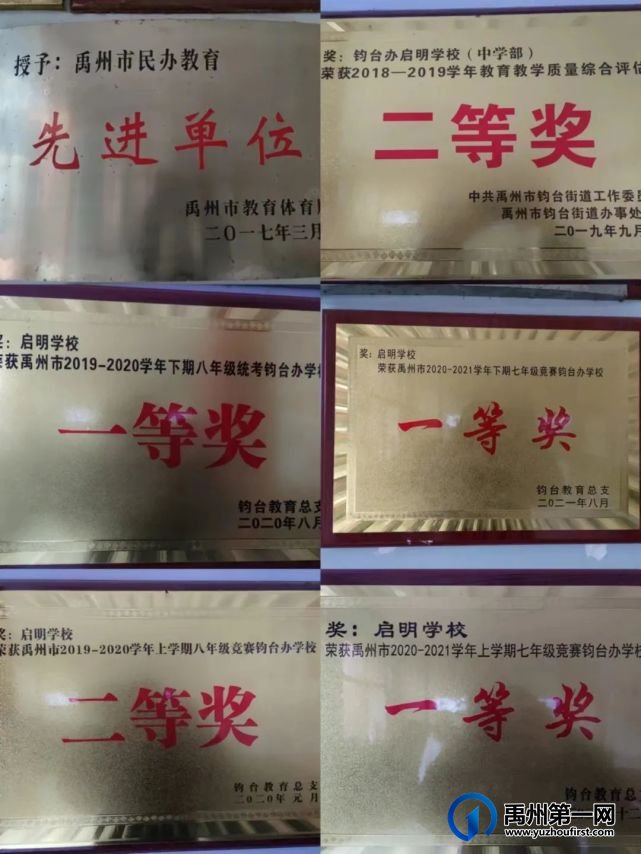 授予：禹州市民办教育
先进单位
禹州市教育体育
二〇一七年三月
奖：钧台办启明学校（中学部）
荣获2018—2019学年教育教学质量综合评估
二等奖
中共禹州市钧台街道工作委员
禹州市钧台街道办事处
二〇一九年九月
奖：启明学校
荣获禹州市2019-2020学年下期八年级统考钧台办学校
一等奖
钧台教育总支
二〇二〇年八月
奖：启明学校
荣获禹州市2020-2021学年下期七年级竞赛钧台办学校
一等奖
钧台教育总支
二〇二一年八月
奖：启明学校
荣获禹州市2019-2020学年上学期八年级竞赛钧台办学校
二等奖
钧台教育总支
二〇二〇年 元月
奖：启明学校
荣获禹州市2020-2021学年上学期七年级竞赛钧台办学校
一等奖
钧台教育总支
十二
禹州第一网
www.yuzhoufirst.com